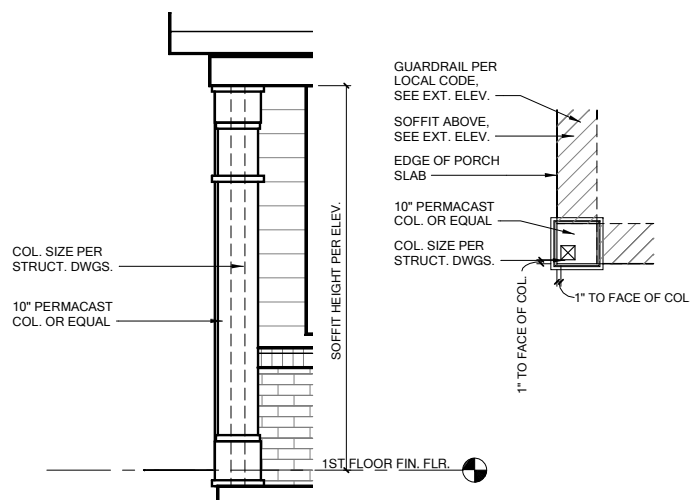 COL. SIZE PER
STRUCT. DWGS.
10" PERMACAST
COL. OR EQUAL
SOFFIT HEIGHT PER ELEV.
1ST FLOOR FIN. FLR.
GUARDRAIL PER
LOCAL CODE,
SEE EXT. ELEV.
SOFFIT ABOVE,
SEE EXT. ELEV.
EDGE OF PORCH
SLAB
10" PERMACAST
COL. OR EQUAL
COL. SIZE PER
STRUCT. DWGS.
1" TO FACE OF COL.
1" TO FACE OF COL